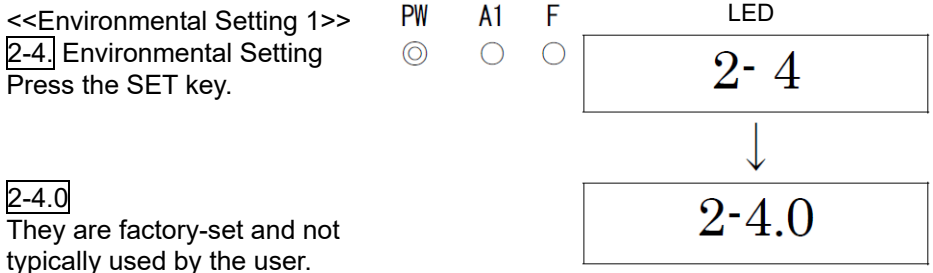 <<Environmental Setting 1>>
PW A1 F LED
2-4. Environmental Setting
◎ ○ ○ 2- 4
Press the SET key.
↓
2-4.0
2-4.0
They are factory-set and not
typically used by the user.